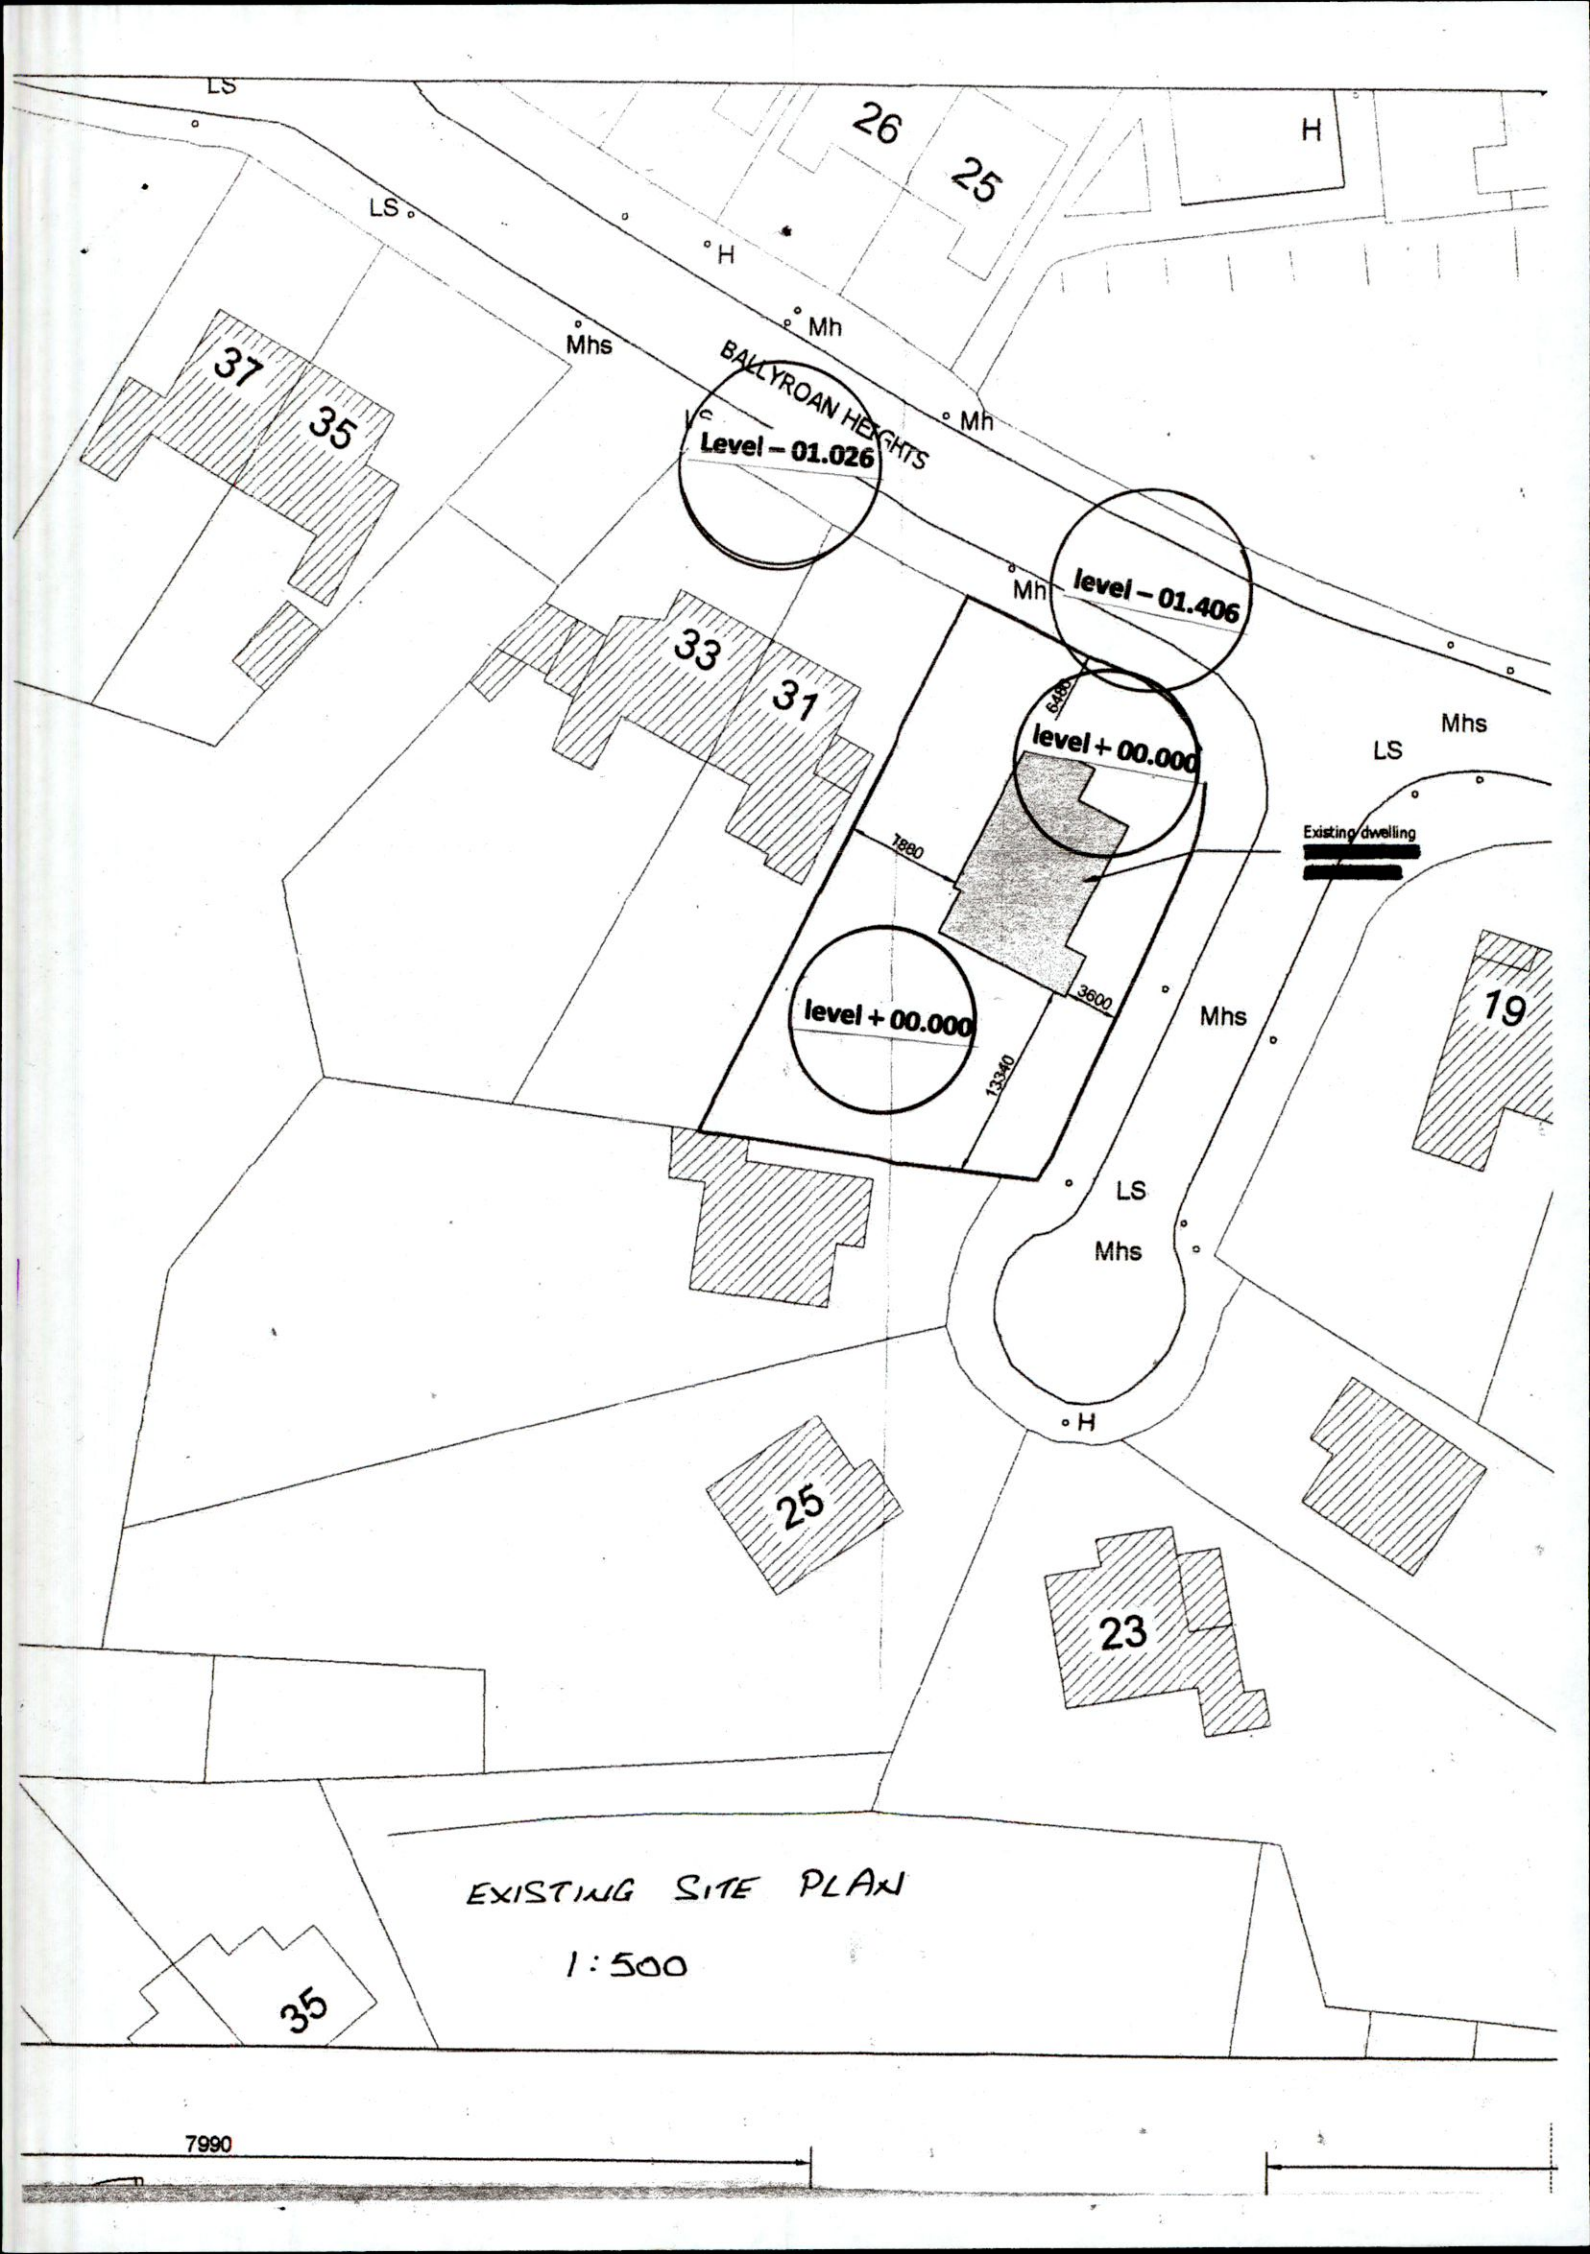 LS
26
25
H
LS
H
Mh
Mhs
BALLYROAN HEIGHTS
37
35
Mh
LS
Level – 01.026
Mh
level – 01.406
33
31
6480
Mhs
LS
level + 00.000
Existing dwelling
7880
3600
level + 00.000
Mhs
19
13340
LS
Mhs
H
25
23
EXISTING SITE PLAN
1:500
35
7990